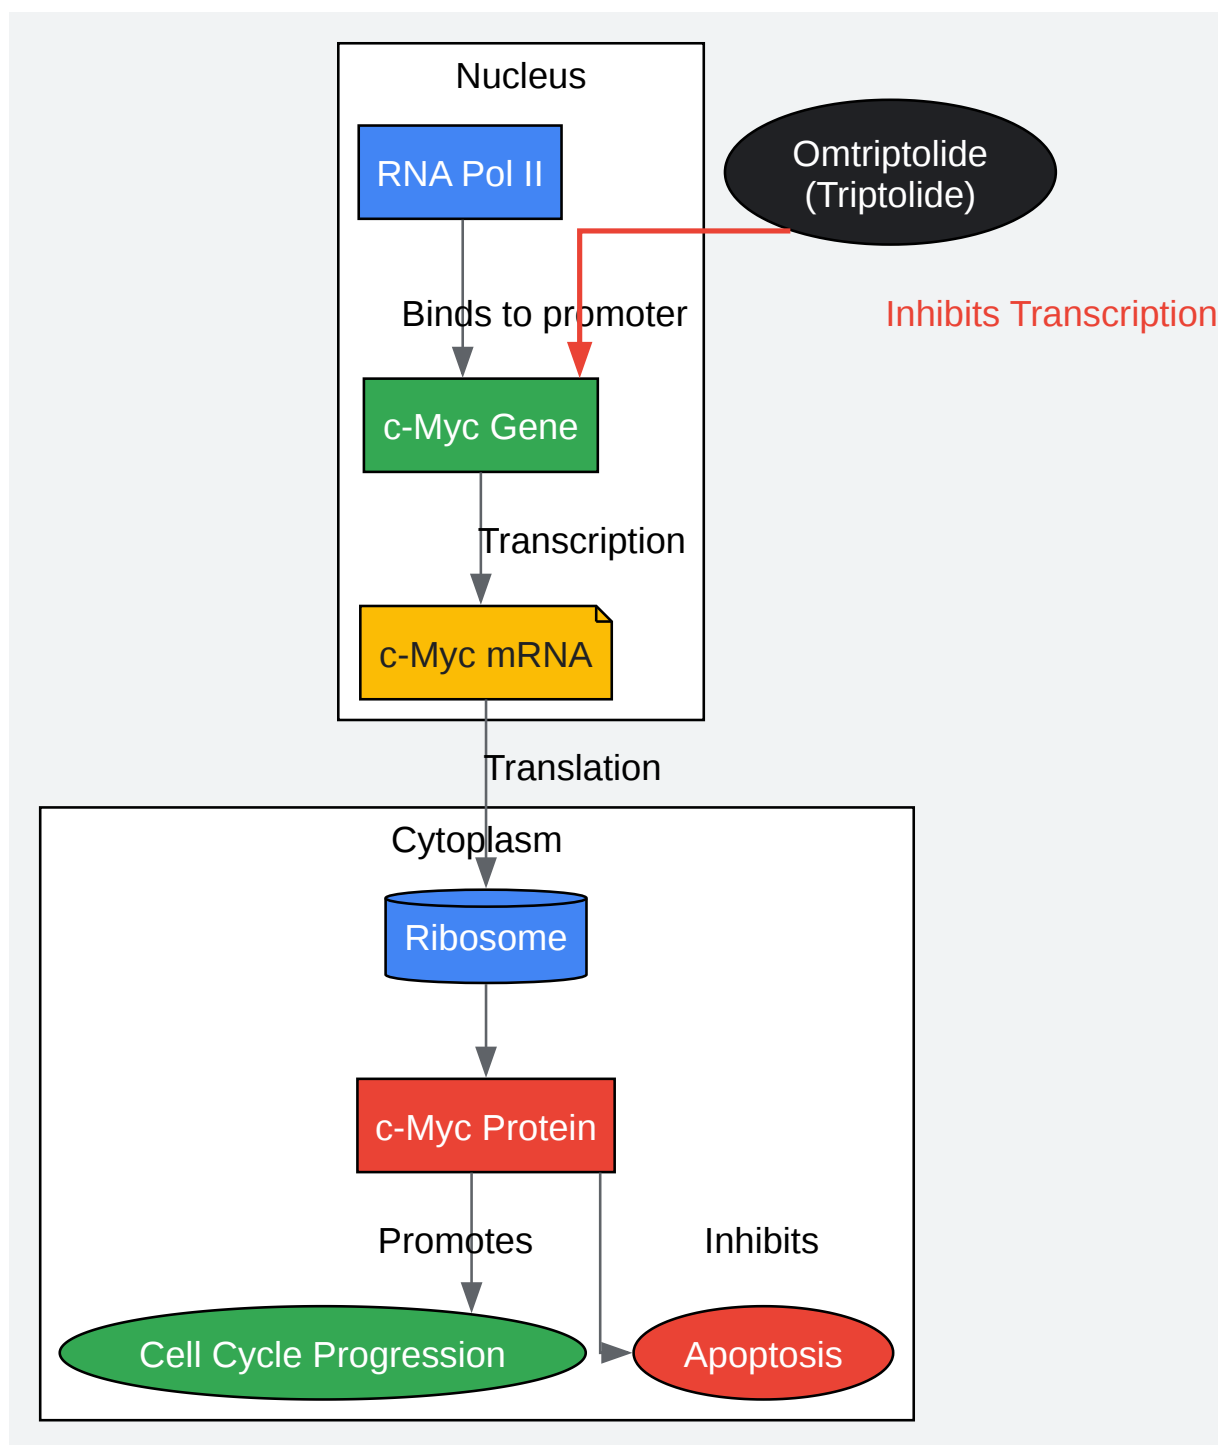 Nucleus
RNA Pol II
Omtriptolide
(Triptolide)
Binds to promoter
Inhibits Transcription
c-Myc Gene
Transcription
c-Myc mRNA
Translation
Cytoplasm
Ribosome
c-Myc Protein
Promotes
Inhibits
Cell Cycle Progression
Apoptosis